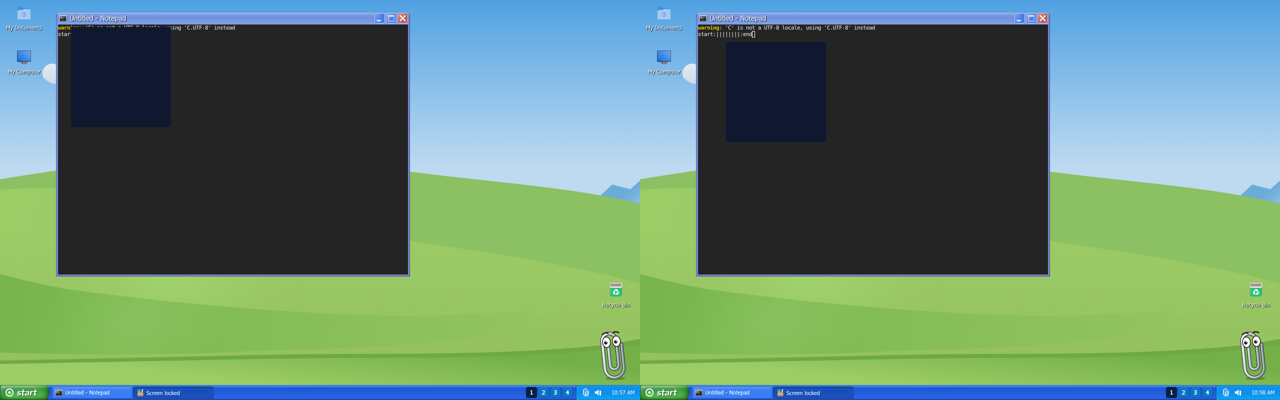 My Documents
My Computer
Untitled - Notepad
star
Recycle Bin
start
Untitled - Notepad
Screen locked
1 2 3 4
10:57 AM
My Documents
My Computer
Untitled - Notepad
warning: 'C' is not a UTF-8 locale, using 'C.UTF-8' instead
start:||||||||:end
Recycle Bin
start
Untitled - Notepad
Screen locked
1 2 3 4
10:58 AM